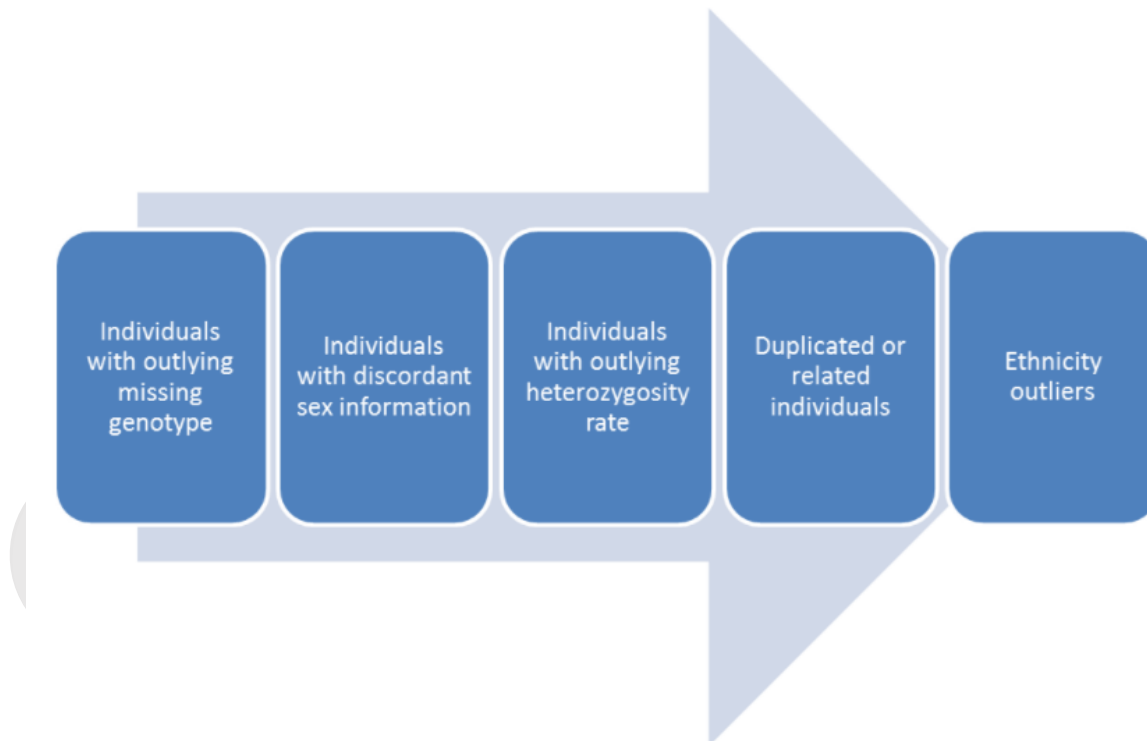 Individuals
with outlying
missing
genotype
Individuals
with discordant
sex information
Individuals
with outlying
heterozygosity
rate
Duplicated or
related
individuals
Ethnicity
outliers